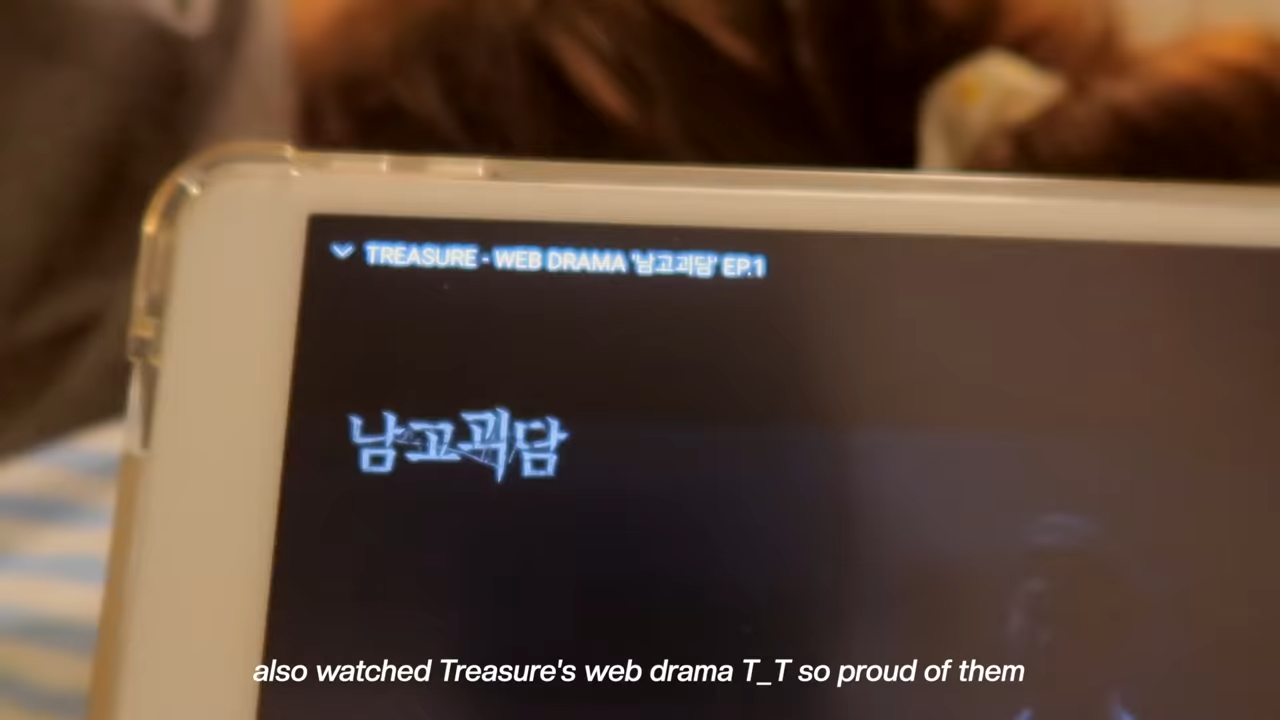 TREASURE - WEB DRAMA '남고괴담' EP.1
남고괴담
also watched Treasure's web drama T_T so proud of them